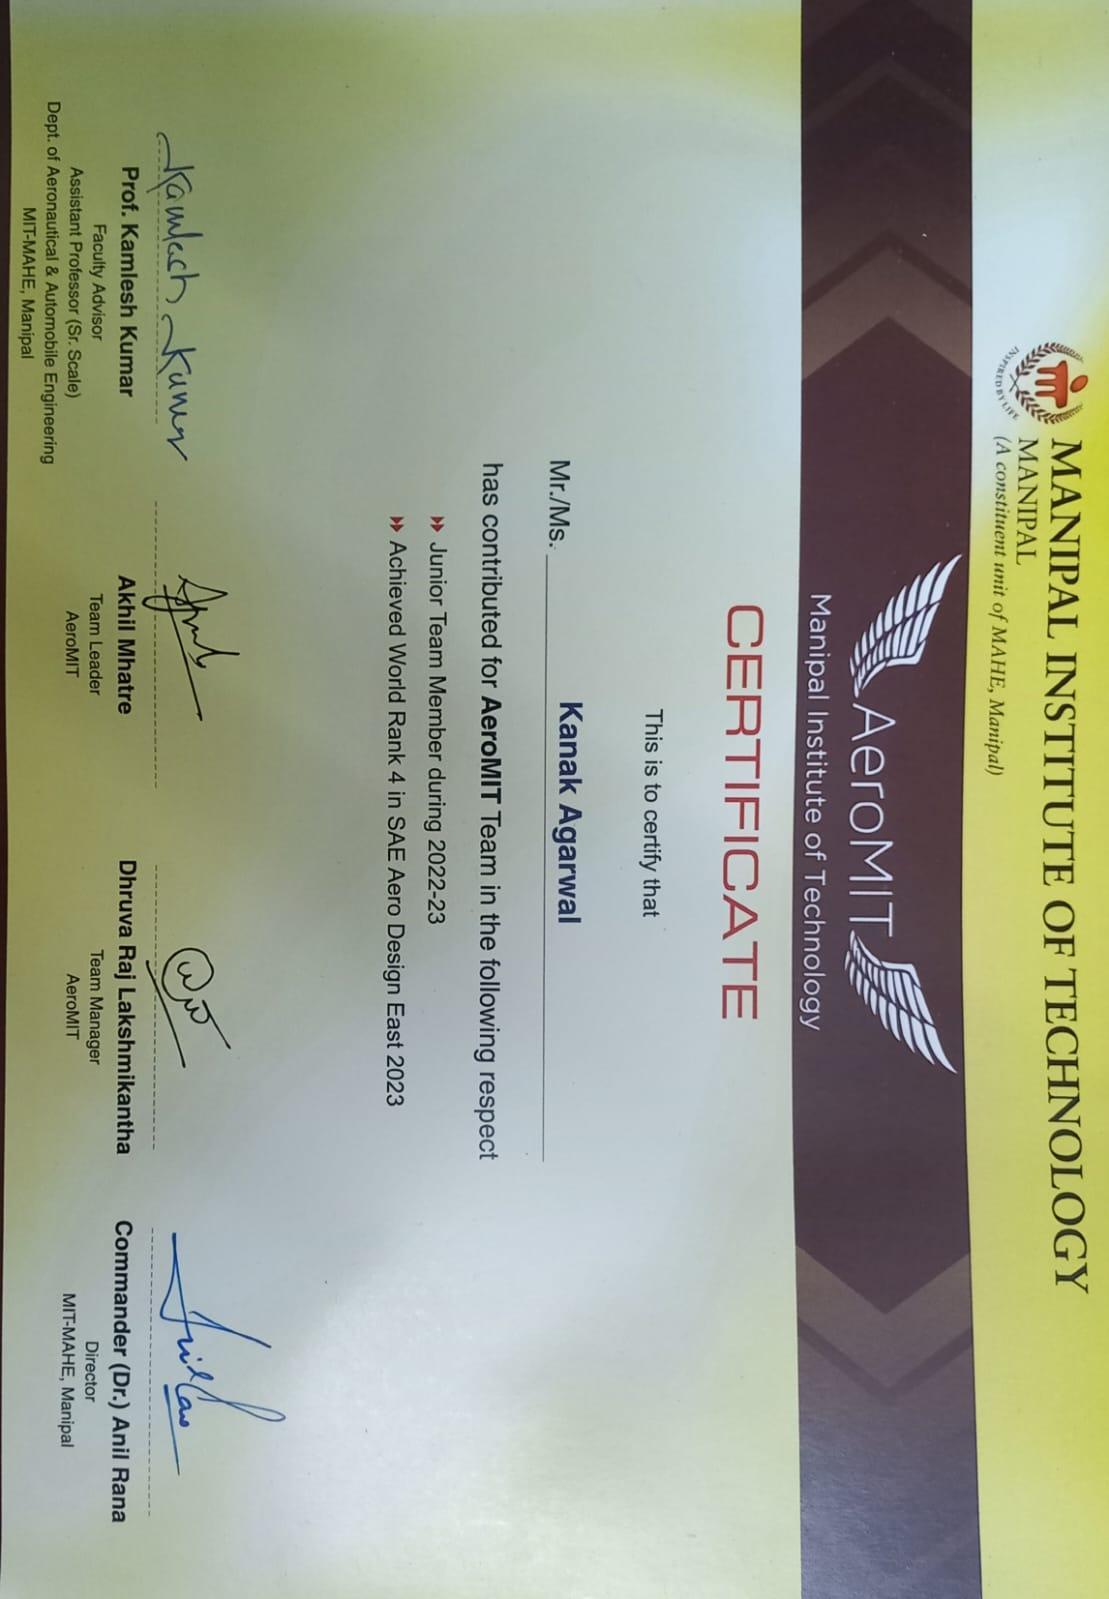 MANIPAL INSTITUTE OF TECHNOLOGY
MANIPAL
(A constituent unit of MAHE, Manipal)
INSPIRED BY LIFE
AeroMIT
Manipal Institute of Technology
CERTIFICATE
This is to certify that
Mr./Ms. Kanak Agarwal
has contributed for AeroMIT Team in the following respect
Junior Team Member during 2022-23
Achieved World Rank 4 in SAE Aero Design East 2023
Kamlesh Kumar
Prof. Kamlesh Kumar
Faculty Advisor
Assistant Professor (Sr. Scale)
Dept. of Aeronautical & Automobile Engineering
MIT-MAHE, Manipal
Akhil Mhatre
Team Leader
AeroMIT
Dhruva Raj Lakshmikantha
Team Manager
AeroMIT
Commander (Dr.) Anil Rana
Director
MIT-MAHE, Manipal